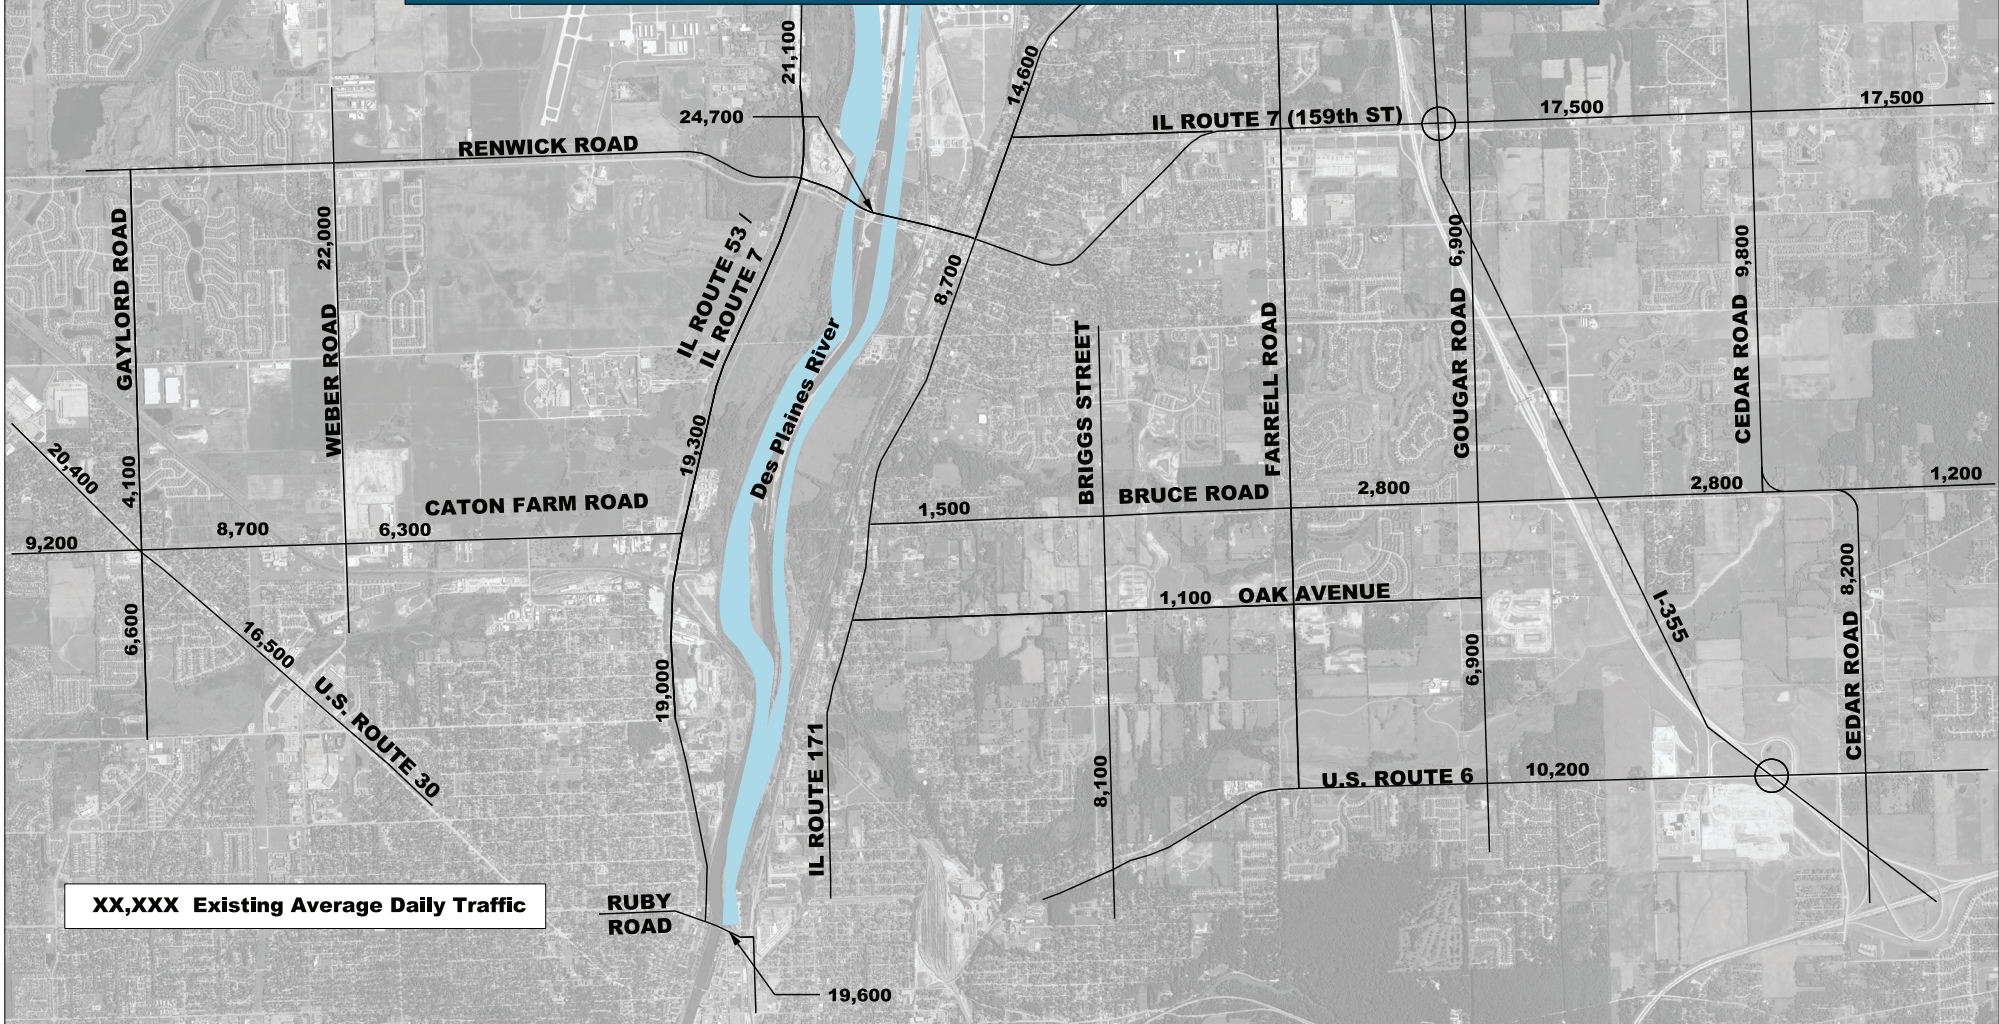 21,100
14,600
24,700
IL ROUTE 7 (159th ST)
17,500
17,500
RENWICK ROAD
GAYLORD ROAD
22,000
WEBER ROAD
IL ROUTE 53 /
IL ROUTE 7
8,700
6,900
9,800
Des Plaines River
BRIGGS STREET
FARRELL ROAD
GOUGAR ROAD
CEDAR ROAD
20,400
4,100
19,300
CATON FARM ROAD
9,200
8,700
6,300
1,500
BRUCE ROAD
2,800
2,800
1,200
6,600
16,500
U.S. ROUTE 30
19,000
1,100
OAK AVENUE
6,900
I-355
8,200
CEDAR ROAD
IL ROUTE 171
8,100
U.S. ROUTE 6
10,200
XX,XXX Existing Average Daily Traffic
RUBY
ROAD
19,600